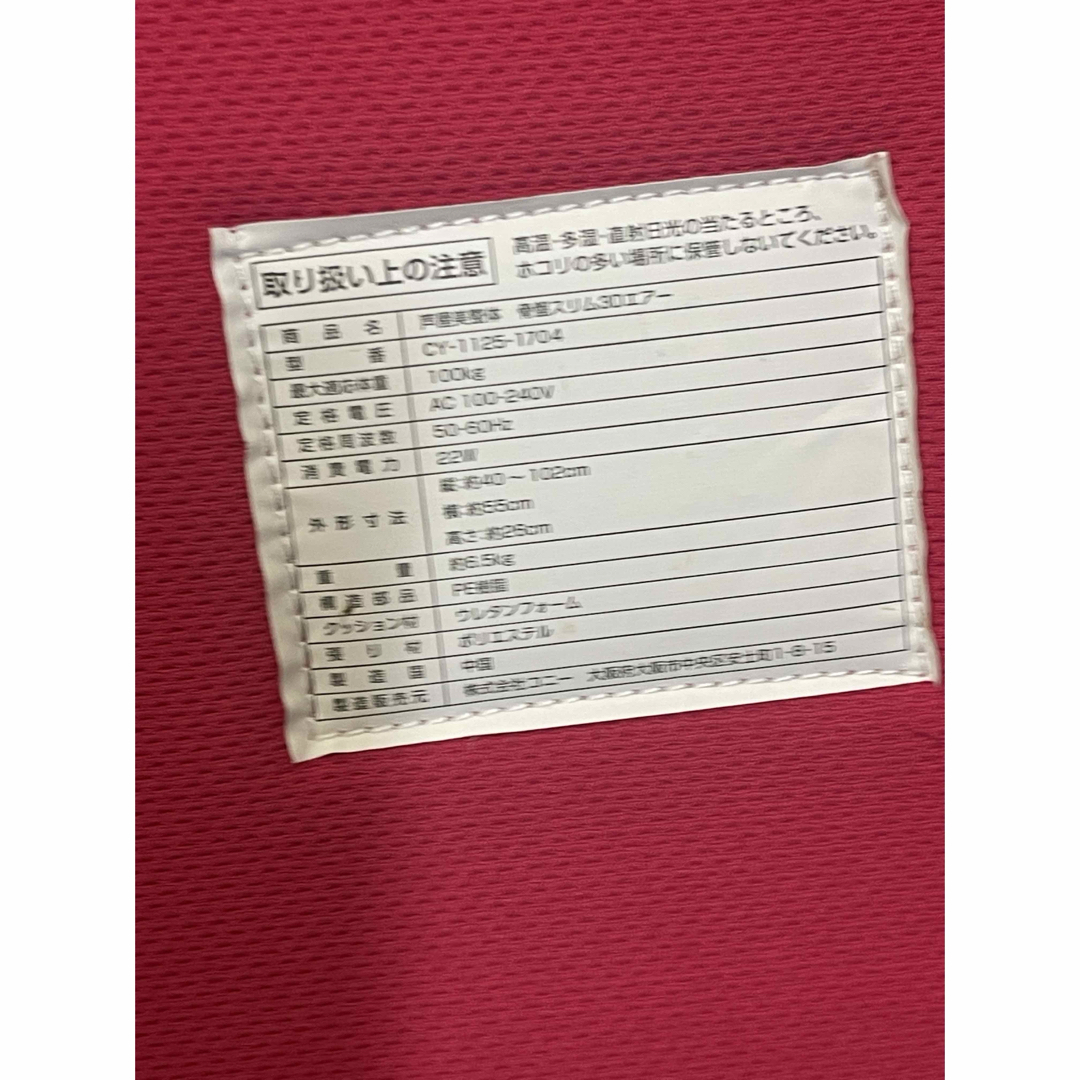 取り扱い上の注意
高温・多湿・直射日光の当たるところ、
ホコリの多い場所に保管しないでください。
商品名 芦屋美整体 骨盤スリム3Dエアー
型番 CY-1125-1704
最大適応体重 100kg
定格電圧 AC 100-240V
定格周波数 50-60Hz
消費電力 22W
外形寸法 縦:約40～102cm
横:約55cm
高さ:約26cm
重量 約6.5kg
構造部品 PE樹脂
クッション材 ウレタンフォーム
張り材 ポリエステル
製造国 中国
製造販売元 株式会社ユニー 大阪府大阪市中央区安土町1-8-15